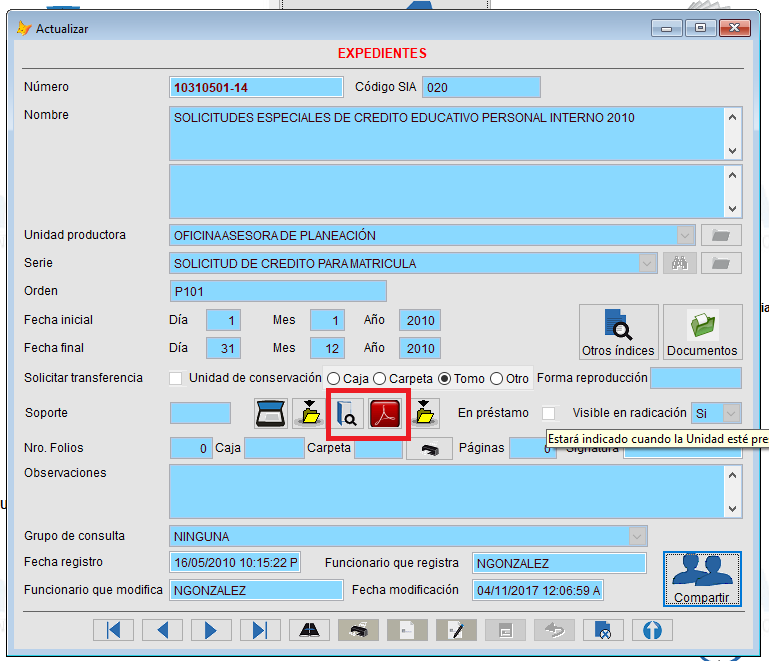 Actualizar
EXPEDIENTES
Número 10310501-14 Código SIA 020
Nombre SOLICITUDES ESPECIALES DE CREDITO EDUCATIVO PERSONAL INTERNO 2010
Unidad productora OFICINA ASESORA DE PLANEACIÓN
Serie SOLICITUD DE CREDITO PARA MATRICULA
Orden P101
Fecha inicial Día 1 Mes 1 Año 2010
Fecha final Día 31 Mes 12 Año 2010
Otros índices Documentos
Solicitar transferencia Unidad de conservación Caja Carpeta Tomo Otro Forma reproducción
Soporte En préstamo Visible en radicación Si
Estará indicado cuando la Unidad esté pre
Nro. Folios 0 Caja Carpeta Páginas 0 Signatura
Observaciones
Grupo de consulta NINGUNA
Fecha registro 16/05/2010 10:15:22 P Funcionario que registra NGONZALEZ
Funcionario que modifica NGONZALEZ Fecha modificación 04/11/2017 12:06:59 A
Compartir